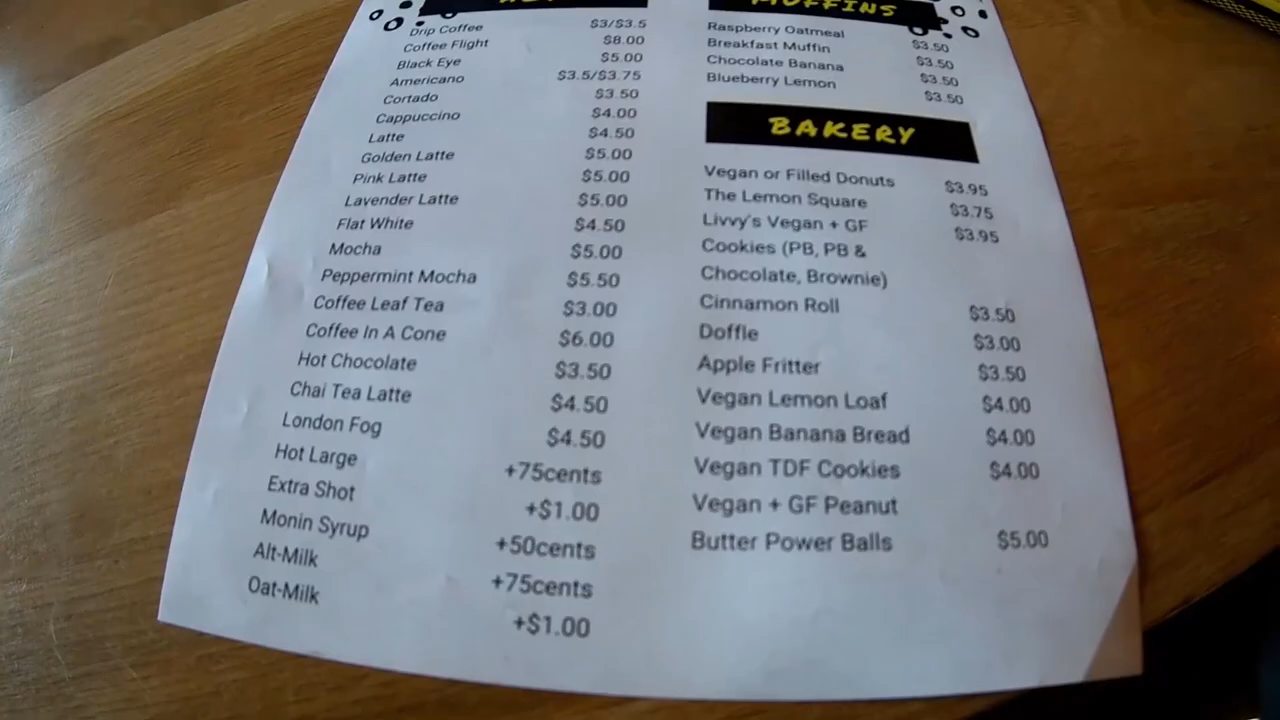 Drip Coffee $3/$3.5
Coffee Flight $8.00
Black Eye $5.00
Americano $3.5/$3.75
Cortado $3.50
Cappuccino $4.00
Latte $4.50
Golden Latte $5.00
Pink Latte $5.00
Lavender Latte $5.00
Flat White $4.50
Mocha $5.00
Peppermint Mocha $5.50
Coffee Leaf Tea $3.00
Coffee In A Cone $6.00
Hot Chocolate $3.50
Chai Tea Latte $4.50
London Fog $4.50
Hot Large +75cents
Extra Shot +$1.00
Monin Syrup +50cents
Alt-Milk +75cents
Oat-Milk +$1.00
MUFFINS
Raspberry Oatmeal $3.50
Breakfast Muffin $3.50
Chocolate Banana $3.50
Blueberry Lemon $3.50
BAKERY
Vegan or Filled Donuts $3.95
The Lemon Square $3.75
Livvy's Vegan + GF $3.95
Cookies (PB, PB &
Chocolate, Brownie)
Cinnamon Roll $3.50
Doffle $3.00
Apple Fritter $3.50
Vegan Lemon Loaf $4.00
Vegan Banana Bread $4.00
Vegan TDF Cookies $4.00
Vegan + GF Peanut
Butter Power Balls $5.00